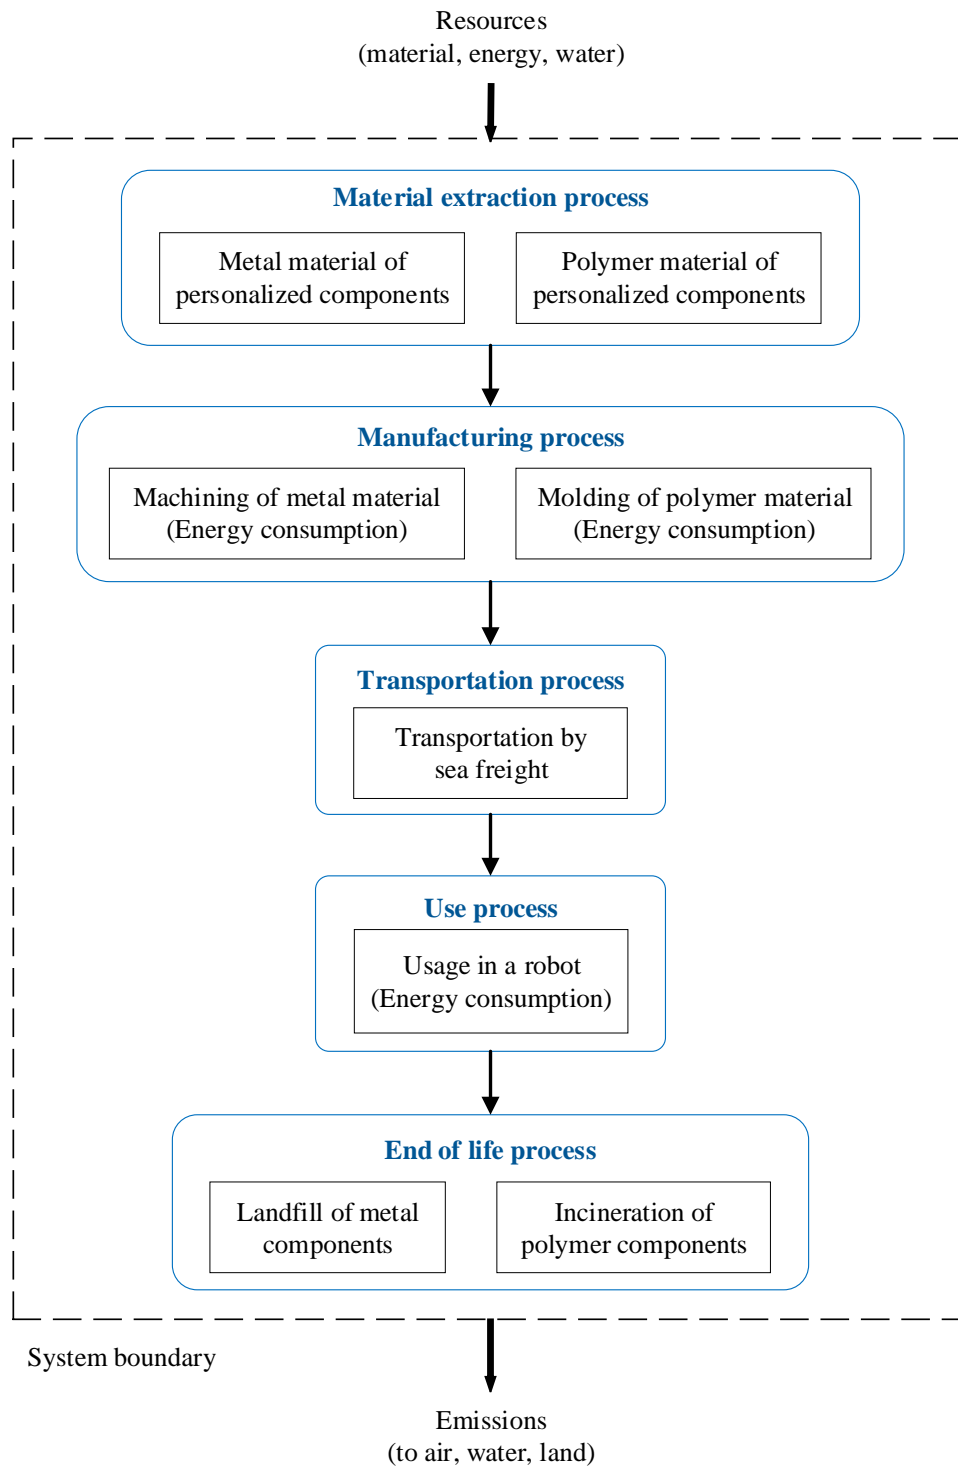 Resources
(material, energy, water)
Material extraction process
Metal material of
personalized components
Polymer material of
personalized components
Manufacturing process
Machining of metal material
(Energy consumption)
Molding of polymer material
(Energy consumption)
Transportation process
Transportation by
sea freight
Use process
Usage in a robot
(Energy consumption)
End of life process
Landfill of metal
components
Incineration of
polymer components
System boundary
Emissions
(to air, water, land)